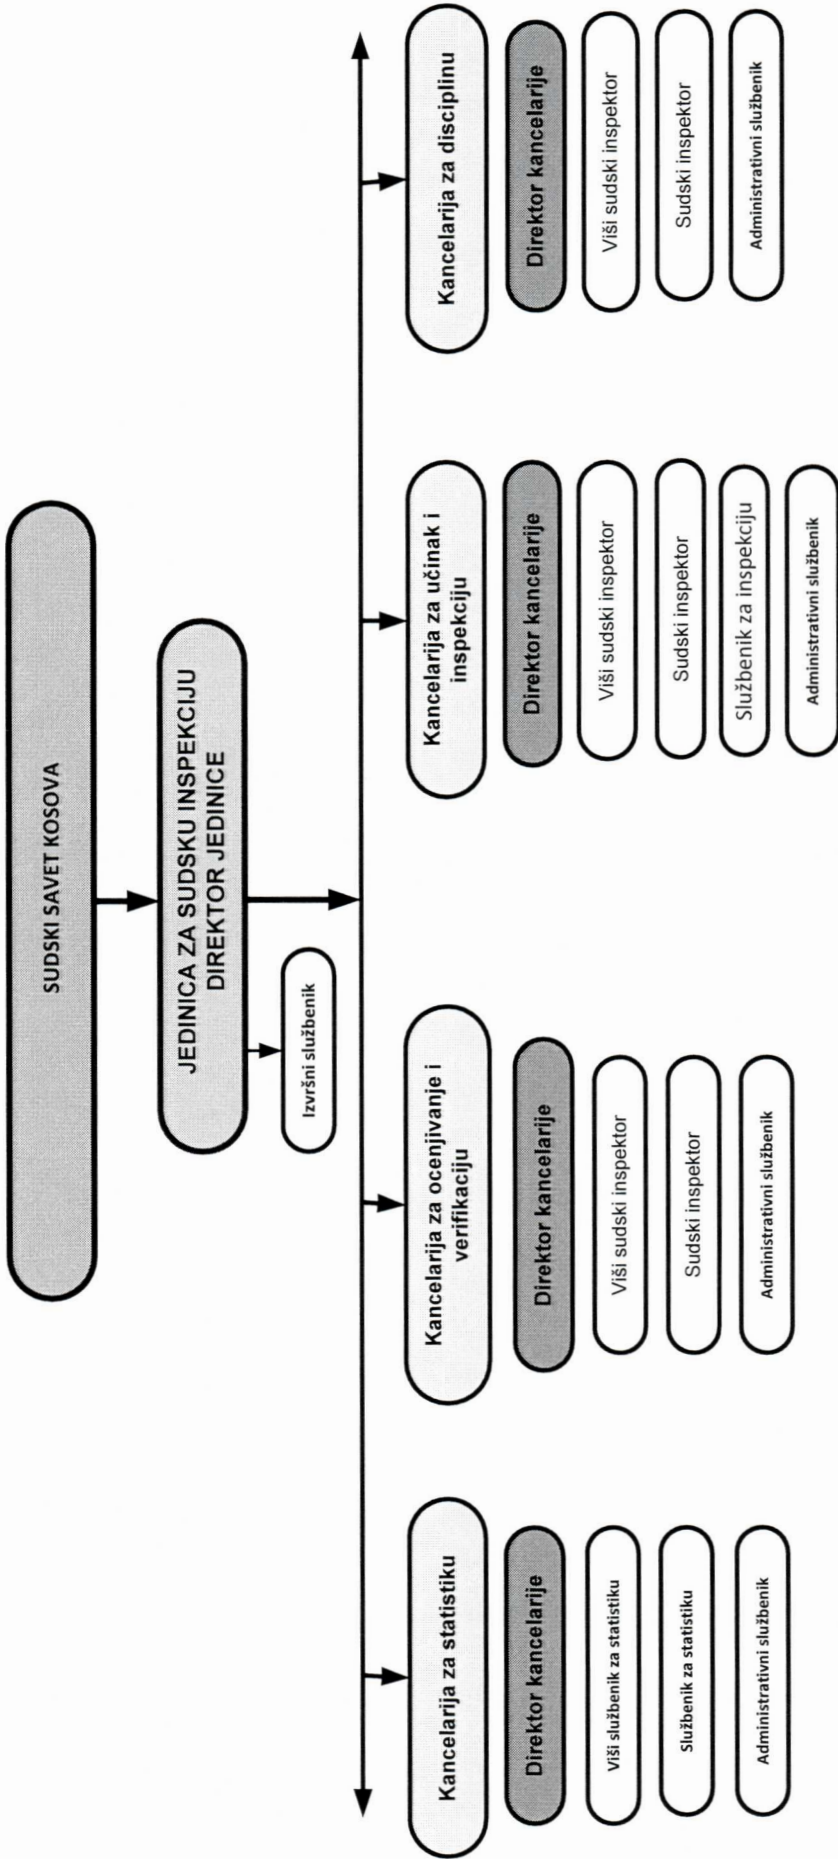 SUDSKI SAVET KOSOVA
JEDINICA ZA SUDSKU INSPEKCIJU
DIREKTOR JEDINICE
Izvršni službenik
Kancelarija za statistiku
Direktor kancelarije
Viši službenik za statistiku
Službenik za statistiku
Administrativni službenik
Kancelarija za ocenjivanje i
verifikaciju
Direktor kancelarije
Viši sudski inspektor
Sudski inspektor
Administrativni službenik
Kancelarija za učinak i
inspekciju
Direktor kancelarije
Viši sudski inspektor
Sudski inspektor
Službenik za inspekciju
Administrativni službenik
Kancelarija za disciplinu
Direktor kancelarije
Viši sudski inspektor
Sudski inspektor
Administrativni službenik